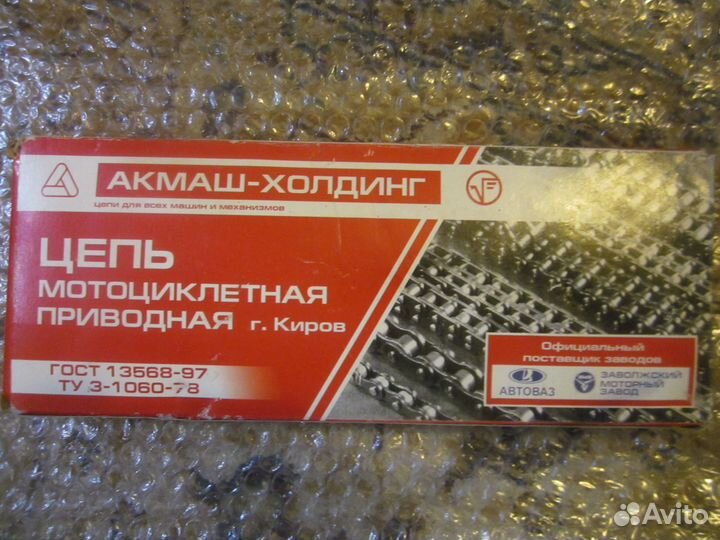 АКМАШ-ХОЛДИНГ
цепи для всех машин и механизмов
ЦЕПЬ
МОТОЦИКЛЕТНАЯ
ПРИВОДНАЯ г. Киров
ГОСТ 13568-97
ТУ 3-1060-78
Официальный
поставщик заводов
АВТОВАЗ
ЗАВОЛЖСКИЙ
МОТОРНЫЙ
ЗАВОД
Avito